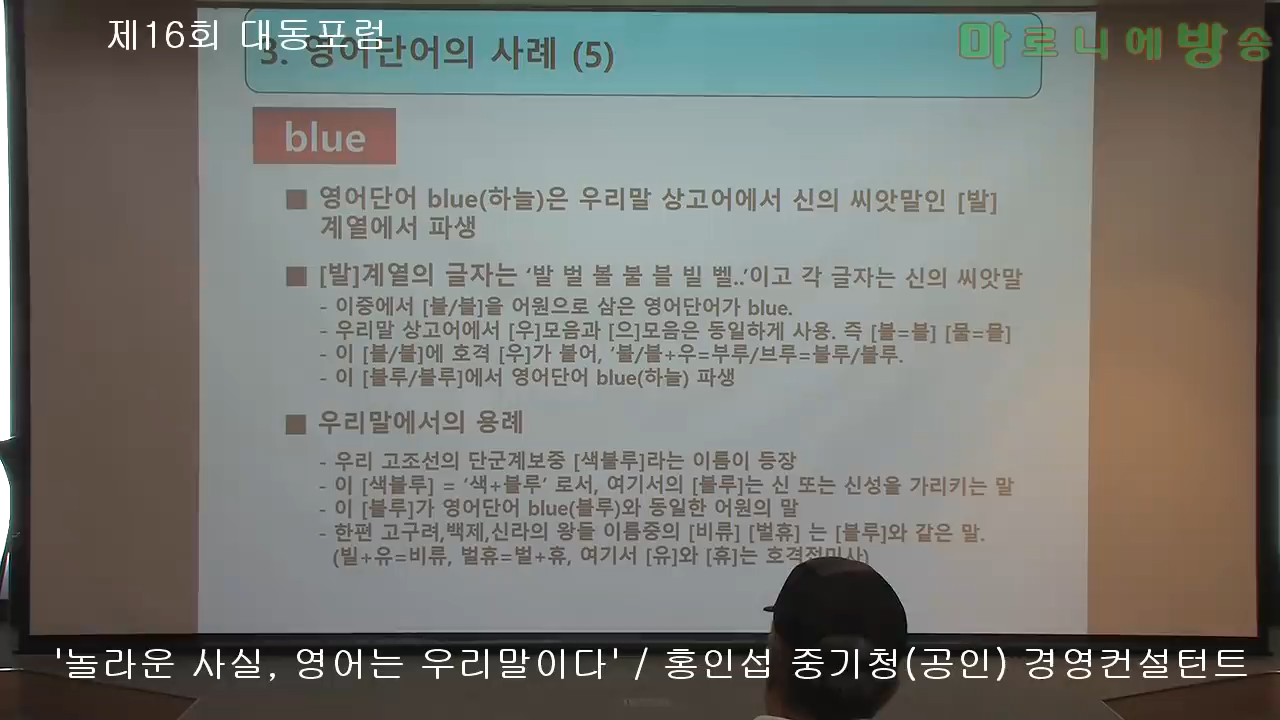 제16회 대동포럼
마로니에방송
3. 영어단어의 사례 (5)
blue
■ 영어단어 blue(하늘)은 우리말 상고어에서 신의 씨앗말인 [발]
계열에서 파생
■ [발]계열의 글자는 ‘발 벌 볼 불 블 빌 벨..’이고 각 글자는 신의 씨앗말
- 이중에서 [불/블]을 어원으로 삼은 영어단어가 blue.
- 우리말 상고어에서 [우]모음과 [으]모음은 동일하게 사용. 즉 [불=블] [물=믈]
- 이 [불/블]에 호격 [우]가 붙어, ‘불/블+우=부루/브루=불루/블루.
- 이 [불루/블루]에서 영어단어 blue(하늘) 파생
■ 우리말에서의 용례
- 우리 고조선의 단군계보중 [색불루]라는 이름이 등장
- 이 [색불루] = ‘색+불루’ 로서, 여기서의 [불루]는 신 또는 신성을 가리키는 말
- 이 [불루]가 영어단어 blue(블루)와 동일한 어원의 말
- 한편 고구려,백제,신라의 왕들 이름중의 [비류] [벌휴] 는 [불루]와 같은 말.
(빌+유=비류, 벌휴=벌+휴, 여기서 [유]와 [휴]는 호격접미사)
'놀라운 사실, 영어는 우리말이다' / 홍인섭 중기청(공인) 경영컨설턴트